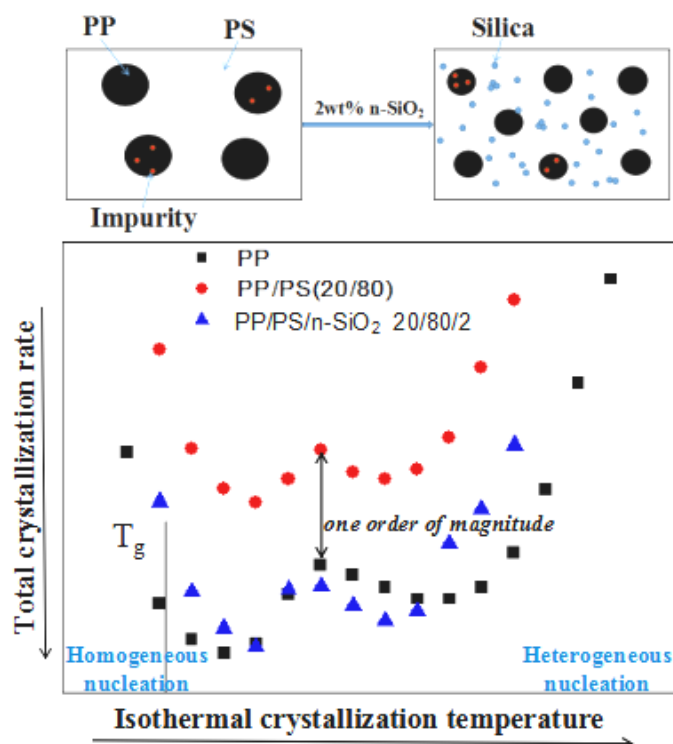 PP
PS
Silica
2wt% n-SiO₂
Impurity
PP
PP/PS(20/80)
PP/PS/n-SiO₂ 20/80/2
Total crystallization rate
one order of magnitude
Tg
Homogeneous
nucleation
Heterogeneous
nucleation
Isothermal crystallization temperature